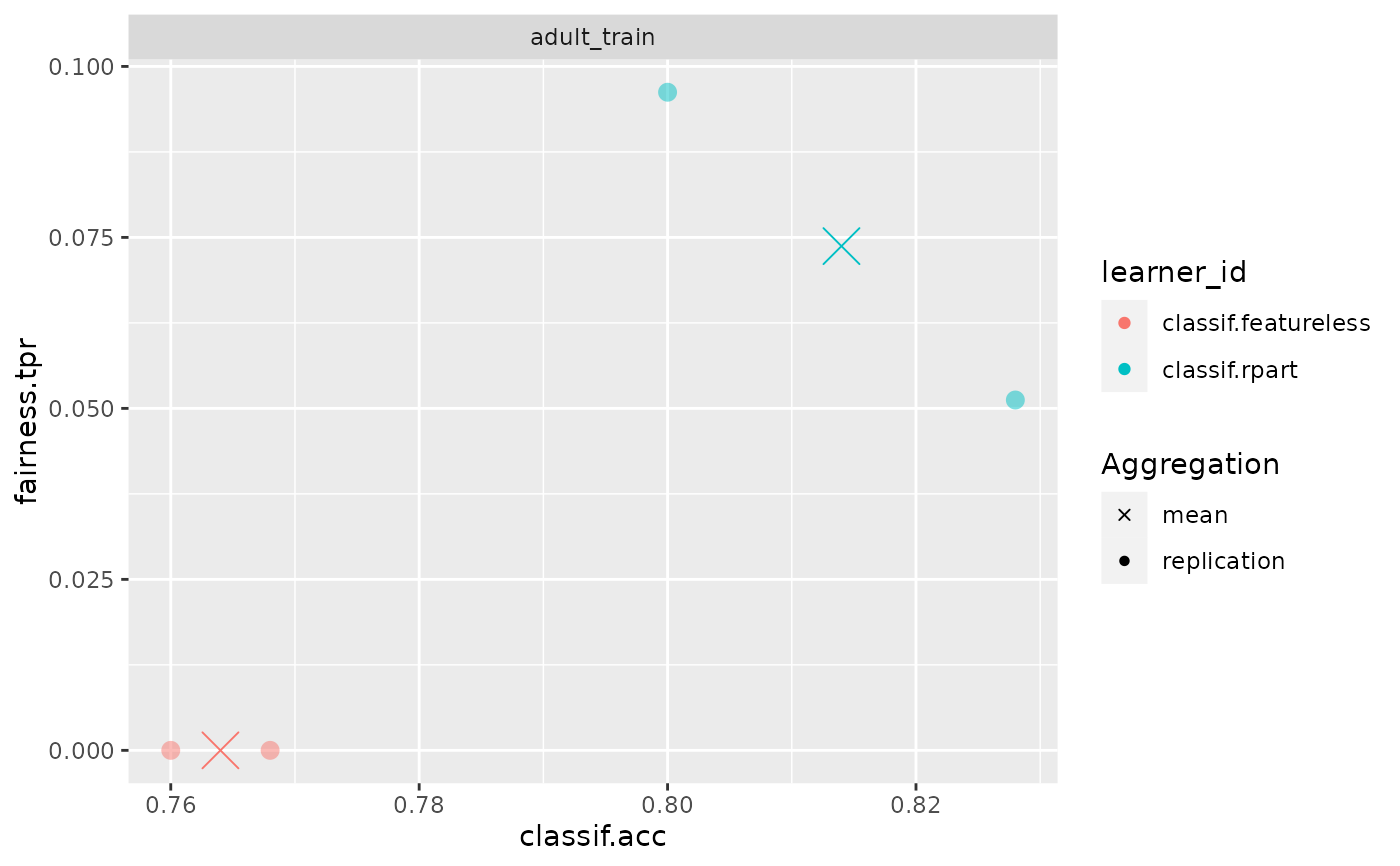 adult_train
0.100
0.075
0.050
0.025
0.000
fairness.tpr
0.76
0.78
0.80
0.82
classif.acc
learner_id
classif.featureless
classif.rpart
Aggregation
mean
replication